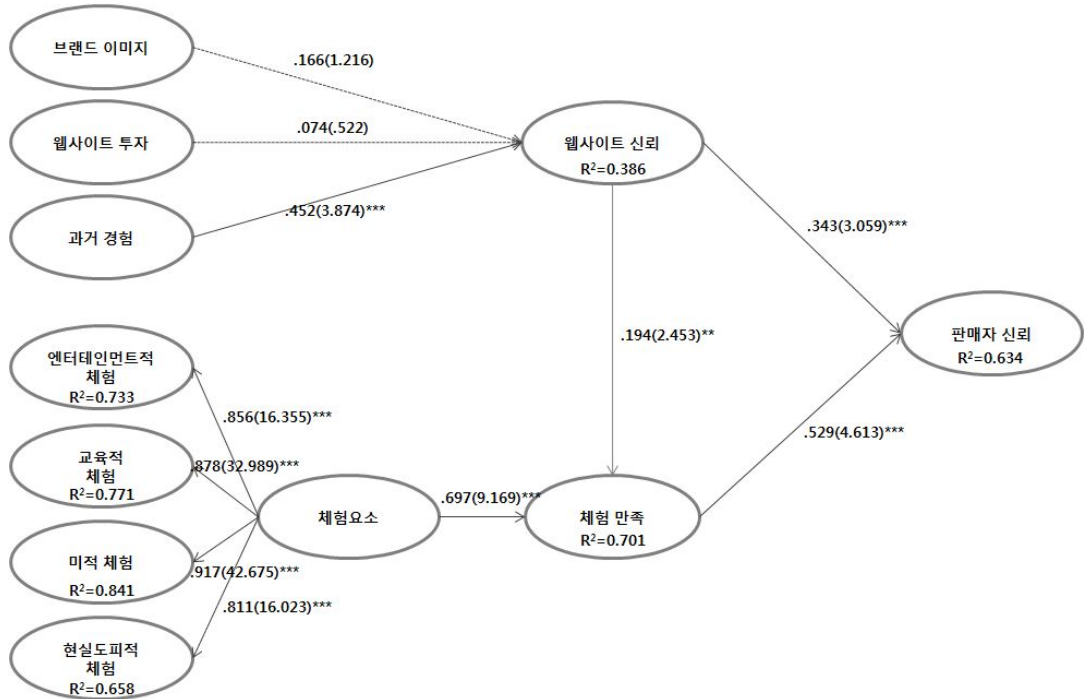 브랜드 이미지
.166(1.216)
웹사이트 투자
.074(.522)
웹사이트 신뢰
R²=0.386
과거 경험
.452(3.874)***
.343(3.059)***
.194(2.453)**
판매자 신뢰
R²=0.634
엔터테인먼트적
체험
R²=0.733
.856(16.355)***
.529(4.613)***
교육적
체험
R²=0.771
.878(32.989)***
체험요소
.697(9.169)***
체험 만족
R²=0.701
미적 체험
R²=0.841
.917(42.675)***
.811(16.023)***
현실도피적
체험
R²=0.658